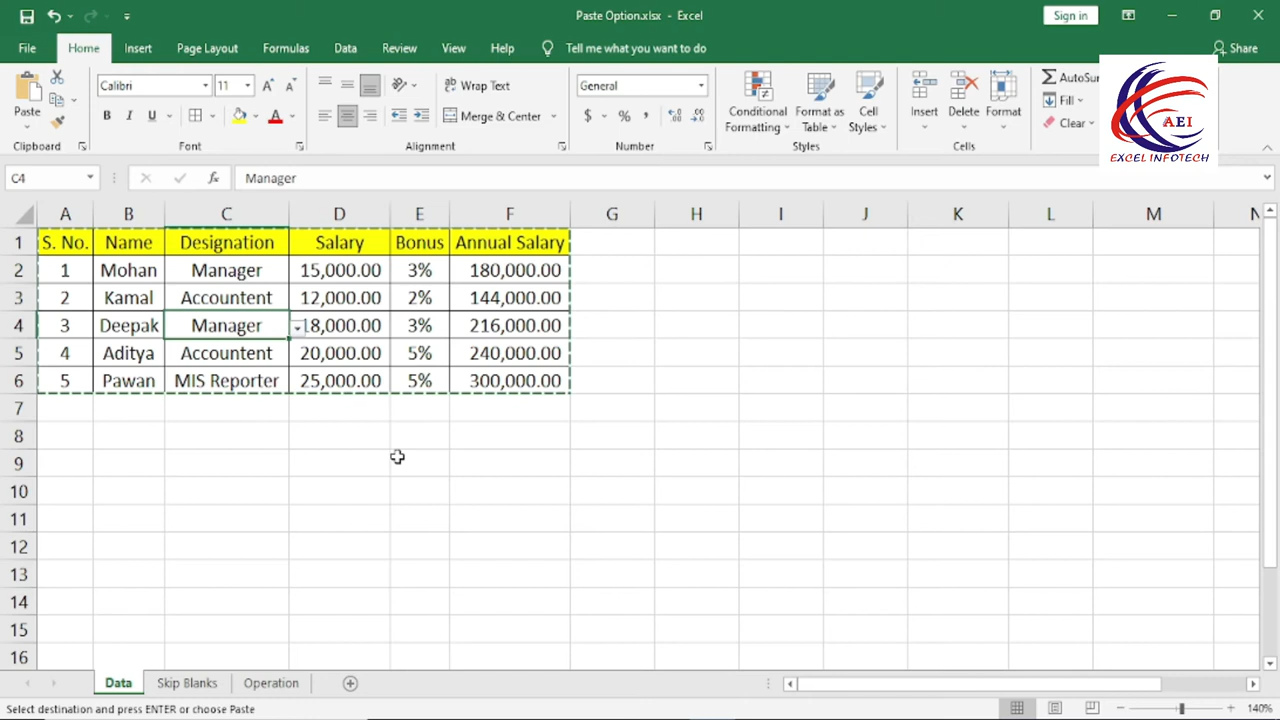 Paste Option.xlsx - Excel
Sign in
File Home Insert Page Layout Formulas Data Review View Help Tell me what you want to do Share
Paste
Calibri 11
B I U A
Wrap Text
Merge & Center
General
$ % ,
Conditional Formatting
Format as Table
Cell Styles
Insert
Delete
Format
AutoSu
Fill
Clear
Clipboard Font Alignment Number Styles Cells
AEI
EXCEL INFOTECH
C4 fx Manager
A B C D E F G H I J K L M N
1 S. No. Name Designation Salary Bonus Annual Salary
2 1 Mohan Manager 15,000.00 3% 180,000.00
3 2 Kamal Accountent 12,000.00 2% 144,000.00
4 3 Deepak Manager 18,000.00 3% 216,000.00
5 4 Aditya Accountent 20,000.00 5% 240,000.00
6 5 Pawan MIS Reporter 25,000.00 5% 300,000.00
7
8
9
10
11
12
13
14
15
16
Data Skip Blanks Operation
Select destination and press ENTER or choose Paste
140%